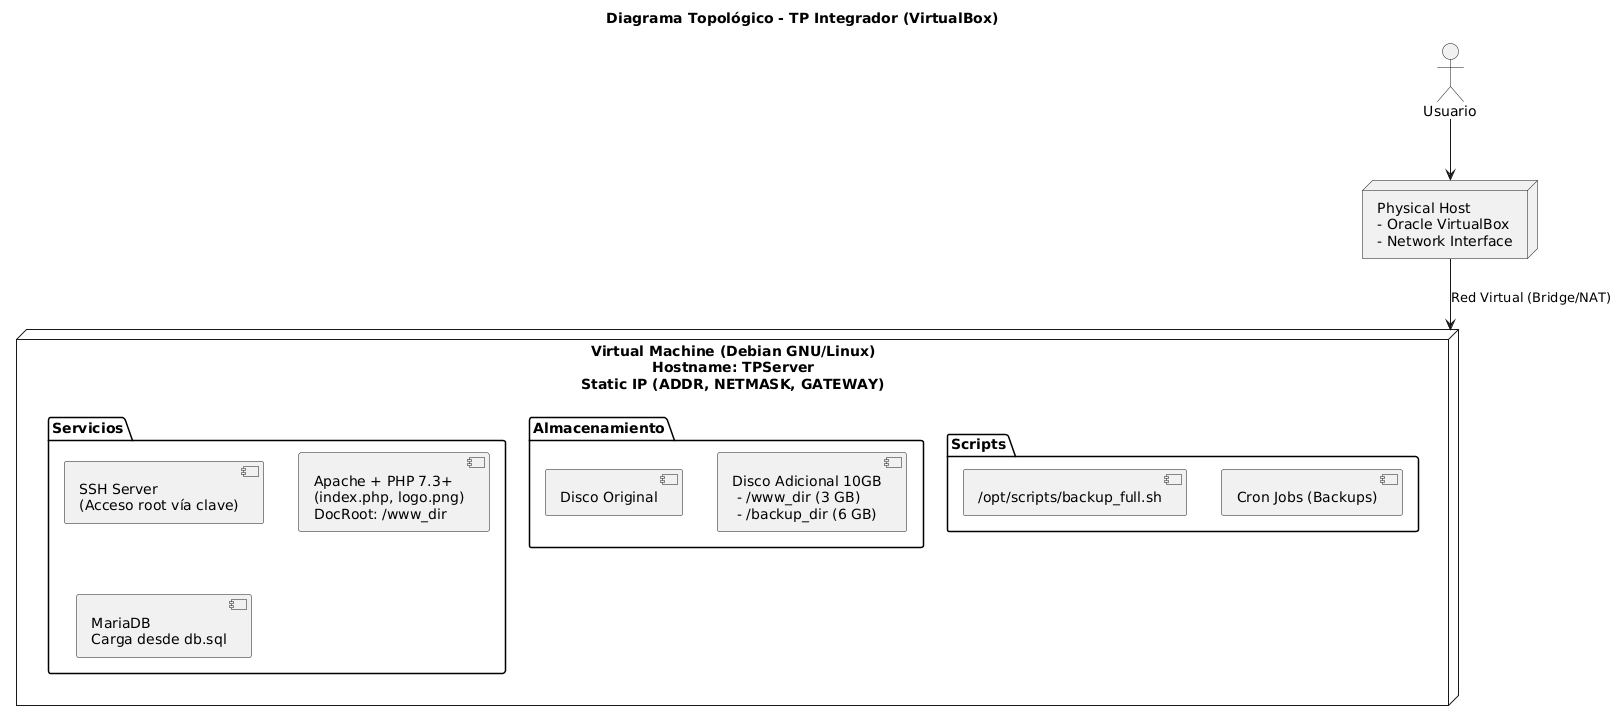 Diagrama Topológico - TP Integrador (VirtualBox)
Usuario
Physical Host
- Oracle VirtualBox
- Network Interface
Red Virtual (Bridge/NAT)
Virtual Machine (Debian GNU/Linux)
Hostname: TPServer
Static IP (ADDR, NETMASK, GATEWAY)
Servicios
SSH Server
(Acceso root vía clave)
Apache + PHP 7.3+
(index.php, logo.png)
DocRoot: /www_dir
MariaDB
Carga desde db.sql
Almacenamiento
Disco Original
Disco Adicional 10GB
- /www_dir (3 GB)
- /backup_dir (6 GB)
Scripts
/opt/scripts/backup_full.sh
Cron Jobs (Backups)